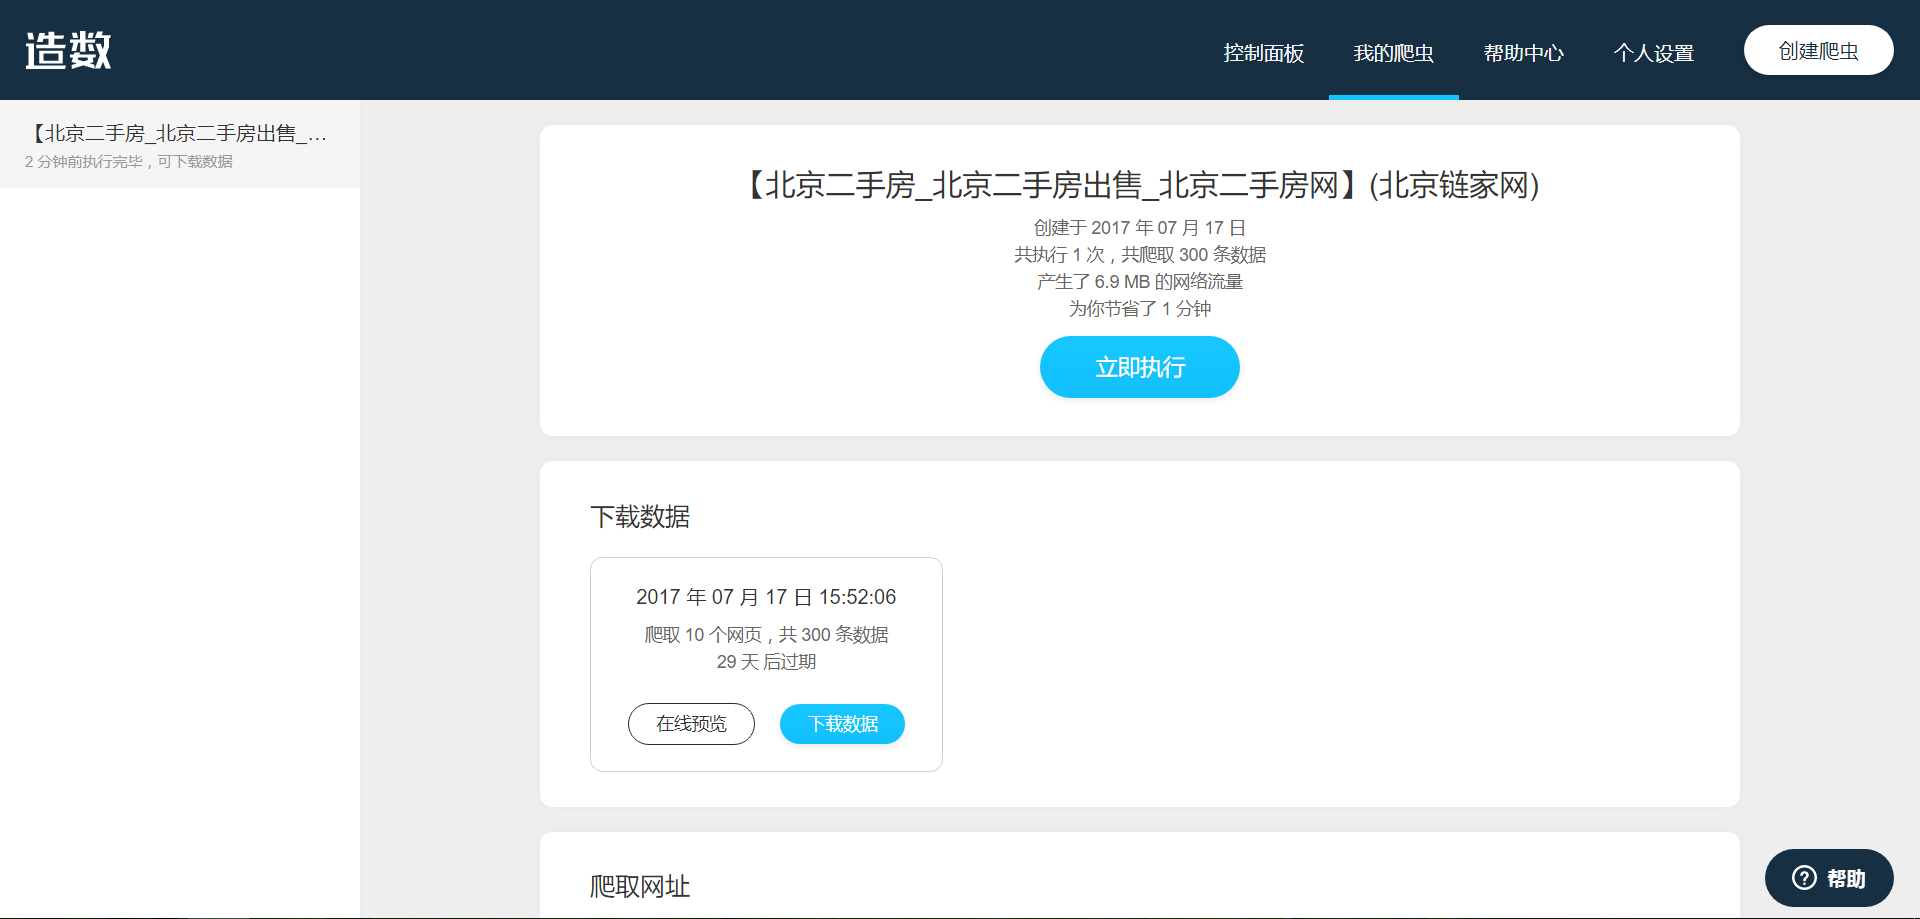 造数
控制面板
我的爬虫
帮助中心
个人设置
创建爬虫
【北京二手房_北京二手房出售_...
2 分钟前执行完毕，可下载数据
【北京二手房_北京二手房出售_北京二手房网】(北京链家网)
创建于 2017 年 07 月 17 日
共执行 1 次，共爬取 300 条数据
产生了 6.9 MB 的网络流量
为你节省了 1 分钟
立即执行
下载数据
2017 年 07 月 17 日 15:52:06
爬取 10 个网页，共 300 条数据
29 天 后过期
在线预览
下载数据
爬取网址
? 帮助